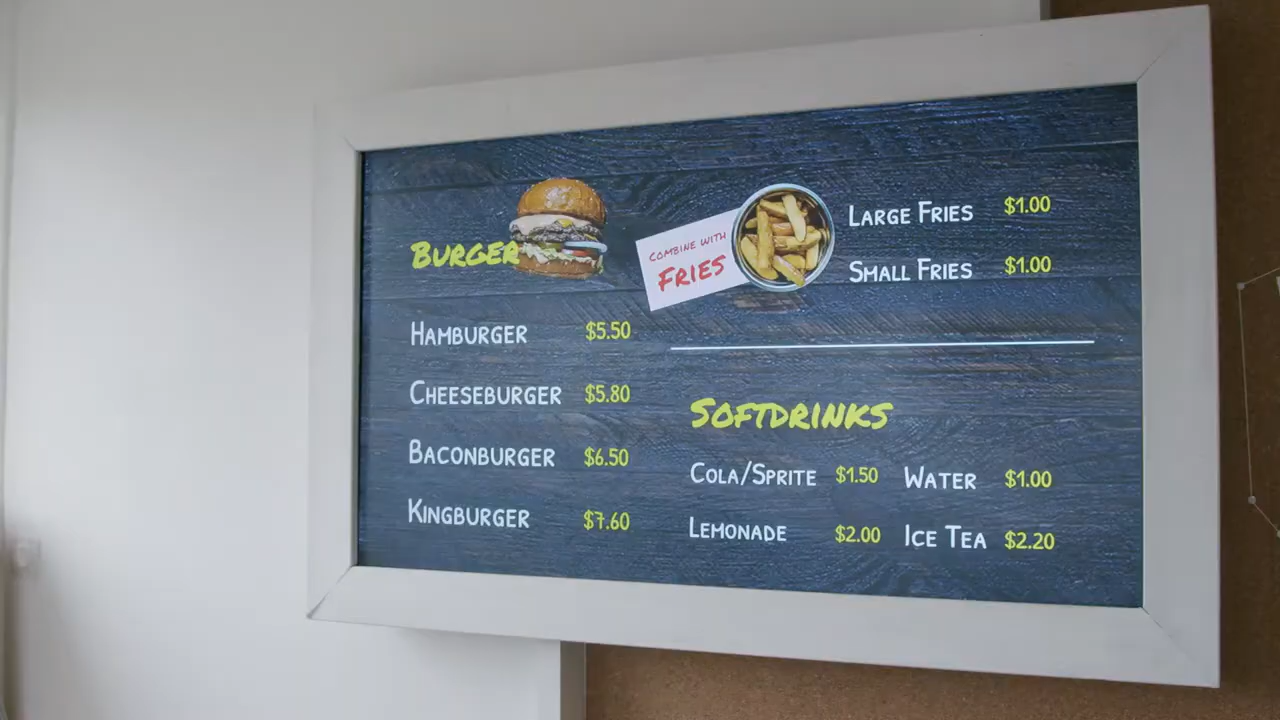 BURGER
HAMBURGER $5.50
CHEESEBURGER $5.80
BACONBURGER $6.50
KINGBURGER $7.60
COMBINE WITH
FRIES
LARGE FRIES $1.00
SMALL FRIES $1.00
SOFTDRINKS
COLA/SPRITE $1.50 WATER $1.00
LEMONADE $2.00 ICE TEA $2.20